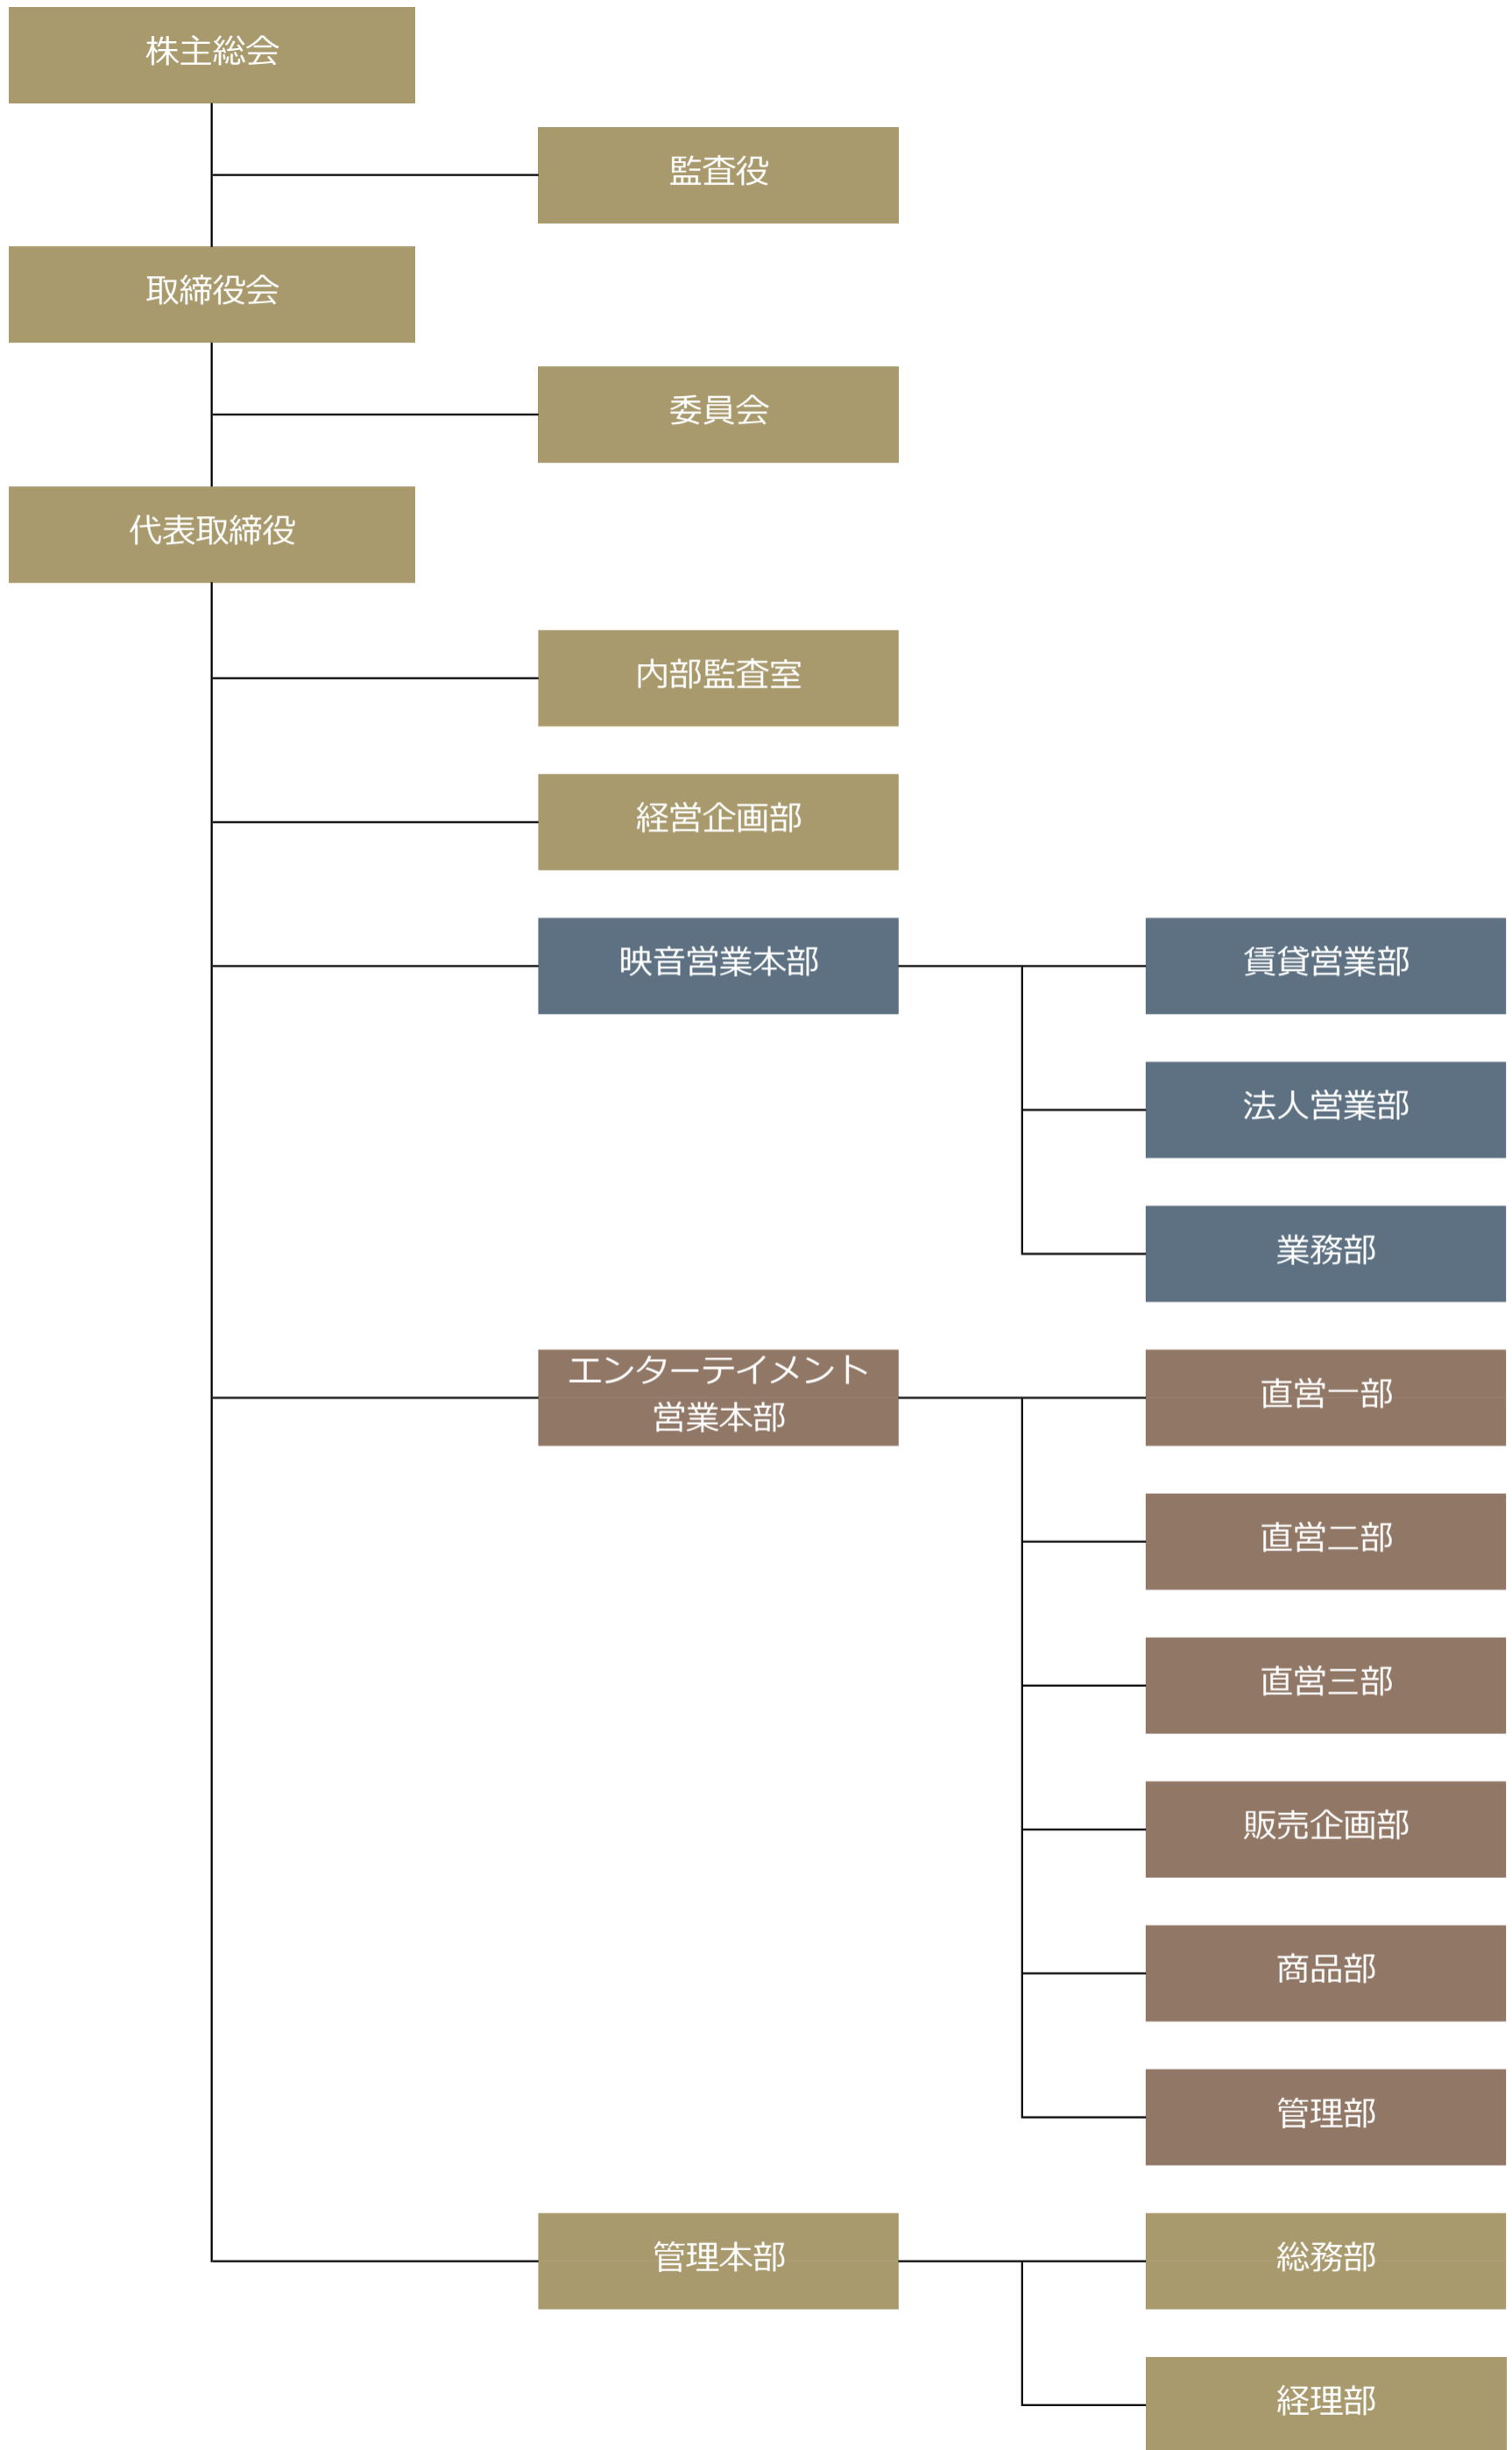 株主総会
監査役
取締役会
委員会
代表取締役
内部監査室
経営企画部
映音営業本部
賃貸営業部
法人営業部
業務部
エンターテイメント
営業本部
直営一部
直営二部
直営三部
販売企画部
商品部
管理部
管理本部
総務部
経理部